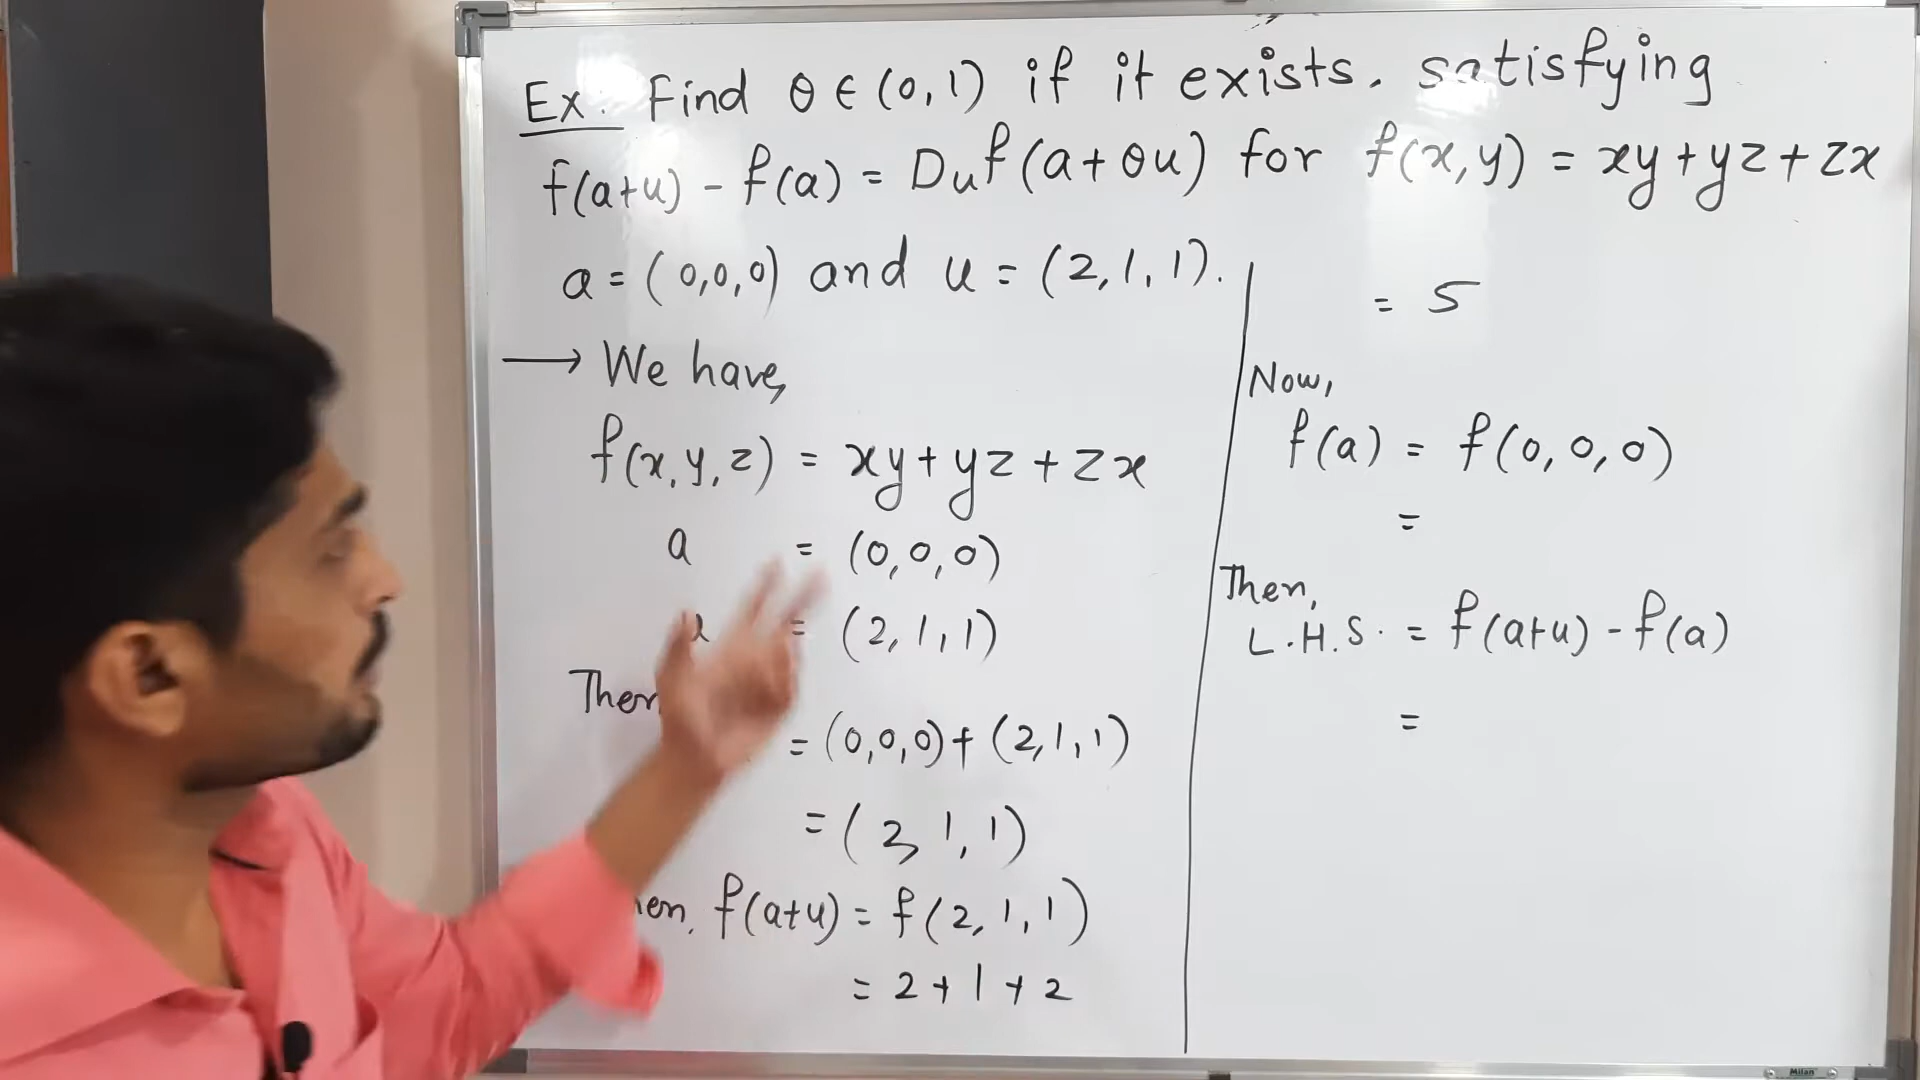 Ex. Find θ ∈ (0,1) if it exists. satisfying
f(a+u) - f(a) = Duf(a+θu) for f(x,y) = xy+yz+zx
a = (0,0,0) and u = (2,1,1).
→ We have,
f(x,y,z) = xy+yz+zx
a = (0,0,0)
= (2,1,1)
Then
= (0,0,0)+(2,1,1)
= (2,1,1)
f(a+u) = f(2,1,1)
= 2+1+2
= 5
Now,
f(a) = f(0,0,0)
=
Then,
L.H.S. = f(a+u) - f(a)
=
Milan